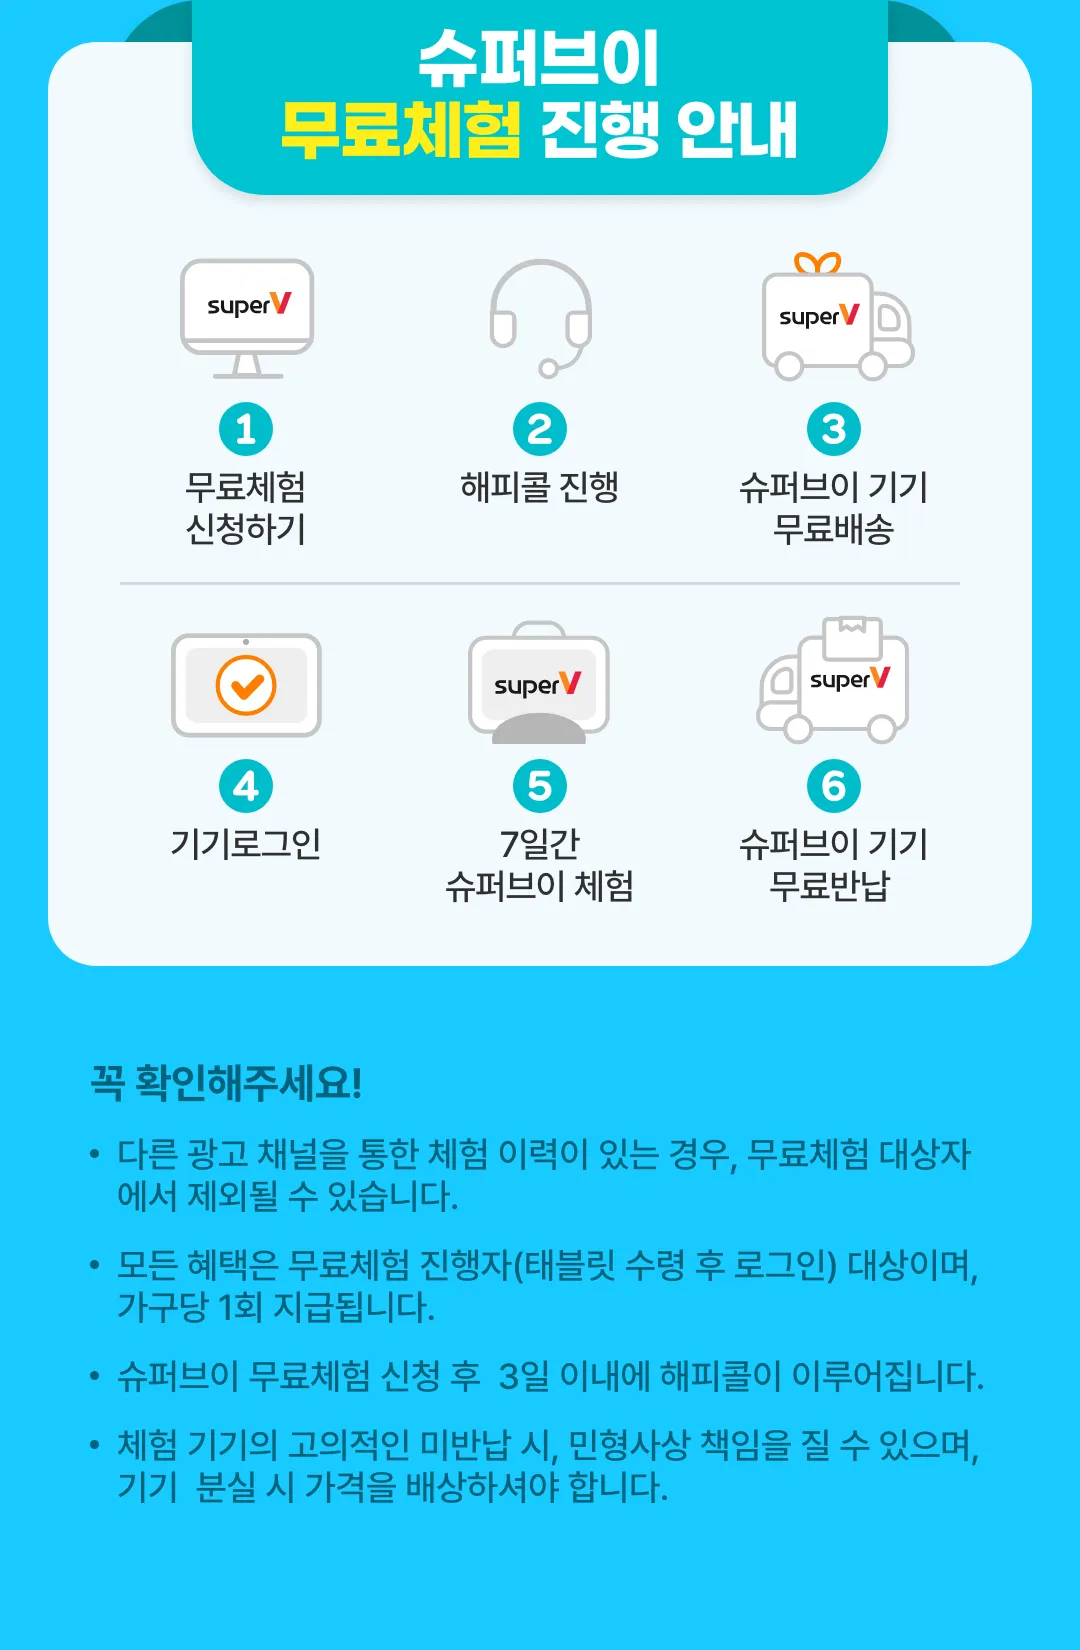 슈퍼브이
무료체험 진행 안내
superV
superV
1
2
3
무료체험
신청하기
해피콜 진행
슈퍼브이 기기
무료배송
superV
superV
4
5
6
기기로그인
7일간
슈퍼브이 체험
슈퍼브이 기기
무료반납
꼭 확인해주세요!
• 다른 광고 채널을 통한 체험 이력이 있는 경우, 무료체험 대상자
에서 제외될 수 있습니다.
• 모든 혜택은 무료체험 진행자(태블릿 수령 후 로그인) 대상이며,
가구당 1회 지급됩니다.
• 슈퍼브이 무료체험 신청 후 3일 이내에 해피콜이 이루어집니다.
• 체험 기기의 고의적인 미반납 시, 민형사상 책임을 질 수 있으며,
기기 분실 시 가격을 배상하셔야 합니다.